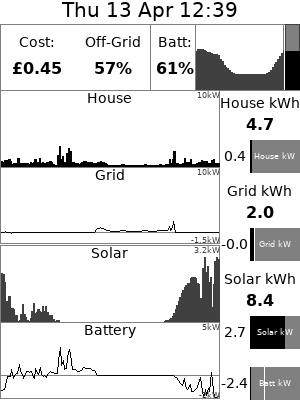 Thu 13 Apr 12:39
Cost: Off-Grid Batt:
£0.45 57% 61%
House
10kW
House kWh
4.7
0.4 House kW
Grid
10kW
-1.5kW
Grid kWh
2.0
-0.0 Grid kW
Solar
3.2kW
Solar kWh
8.4
2.7 Solar kW
Battery
5kW
-2.4 Batt kW